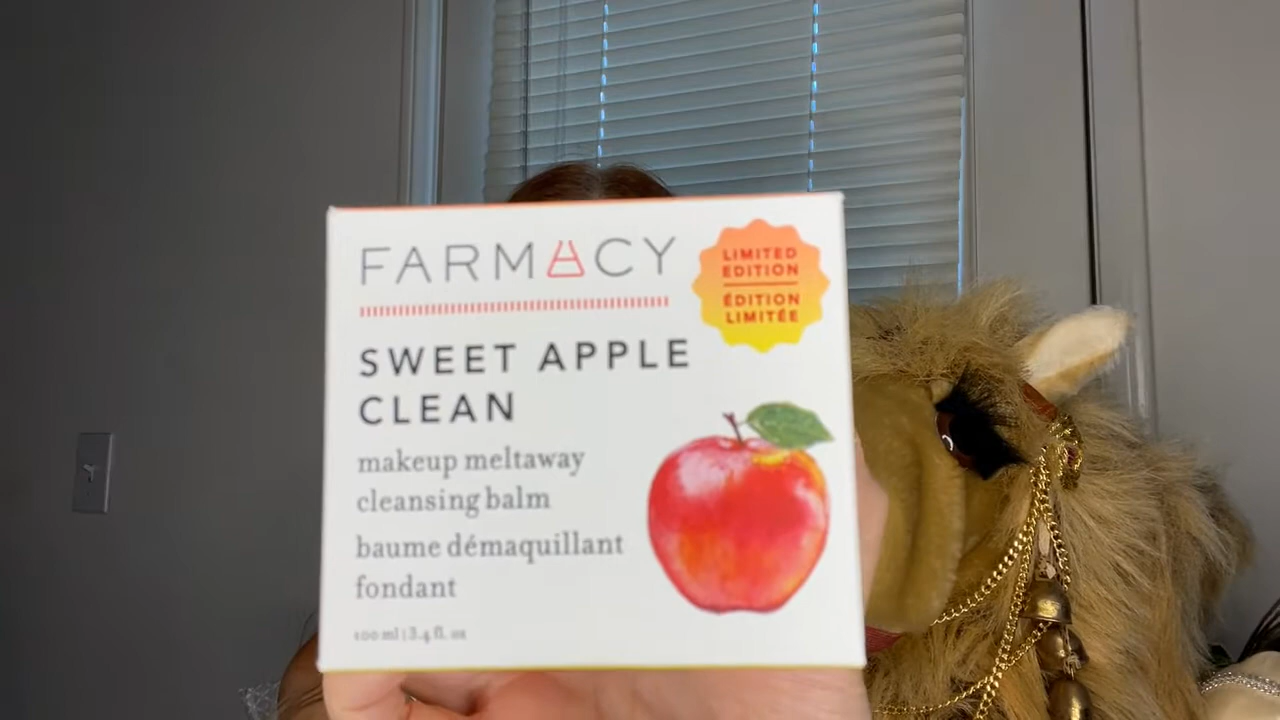 FARMACY
LIMITED
EDITION
ÉDITION
LIMITÉE
SWEET APPLE
CLEAN
makeup meltaway
cleansing balm
baume démaquillant
fondant
100 ml | 3.4 fl. oz